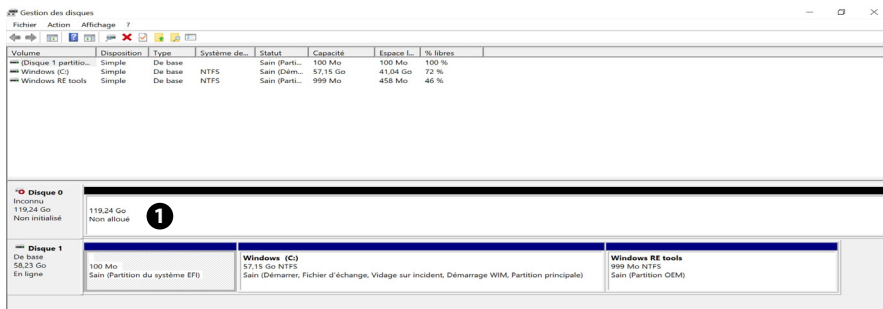 Gestion des disques
Fichier Action Affichage ?
Volume Disposition Type Système de... Statut Capacité Espace l... % libres
(Disque 1 partitio... Simple De base Sain (Parti... 100 Mo 100 Mo 100 %
Windows (C:) Simple De base NTFS Sain (Dém... 57,15 Go 41,04 Go 72 %
Windows RE tools Simple De base NTFS Sain (Parti... 999 Mo 458 Mo 46 %
Disque 0
Inconnu
119,24 Go
Non initialisé
119,24 Go
Non alloué
1
Disque 1
De base
58,23 Go
En ligne
100 Mo
Sain (Partition du système EFI)
Windows (C:)
57,15 Go NTFS
Sain (Démarrer, Fichier d'échange, Vidage sur incident, Démarrage WIM, Partition principale)
Windows RE tools
999 Mo NTFS
Sain (Partition OEM)